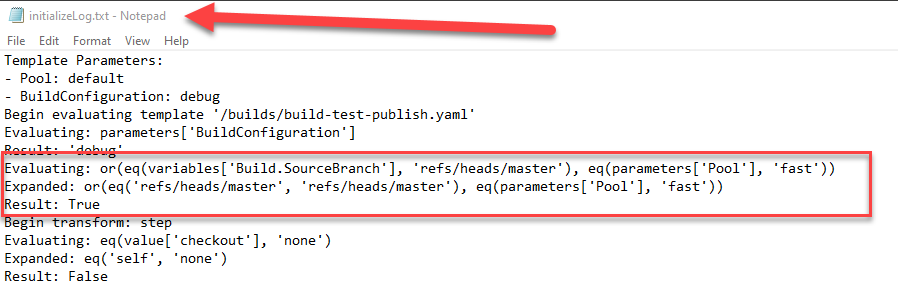 initializeLog.txt - Notepad
File Edit Format View Help
Template Parameters:
- Pool: default
- BuildConfiguration: debug
Begin evaluating template '/builds/build-test-publish.yaml'
Evaluating: parameters['BuildConfiguration']
Result: 'debug'
Evaluating: or(eq(variables['Build.SourceBranch'], 'refs/heads/master'), eq(parameters['Pool'], 'fast'))
Expanded: or(eq('refs/heads/master', 'refs/heads/master'), eq(parameters['Pool'], 'fast'))
Result: True
Begin transform: step
Evaluating: eq(value['checkout'], 'none')
Expanded: eq('self', 'none')
Result: False